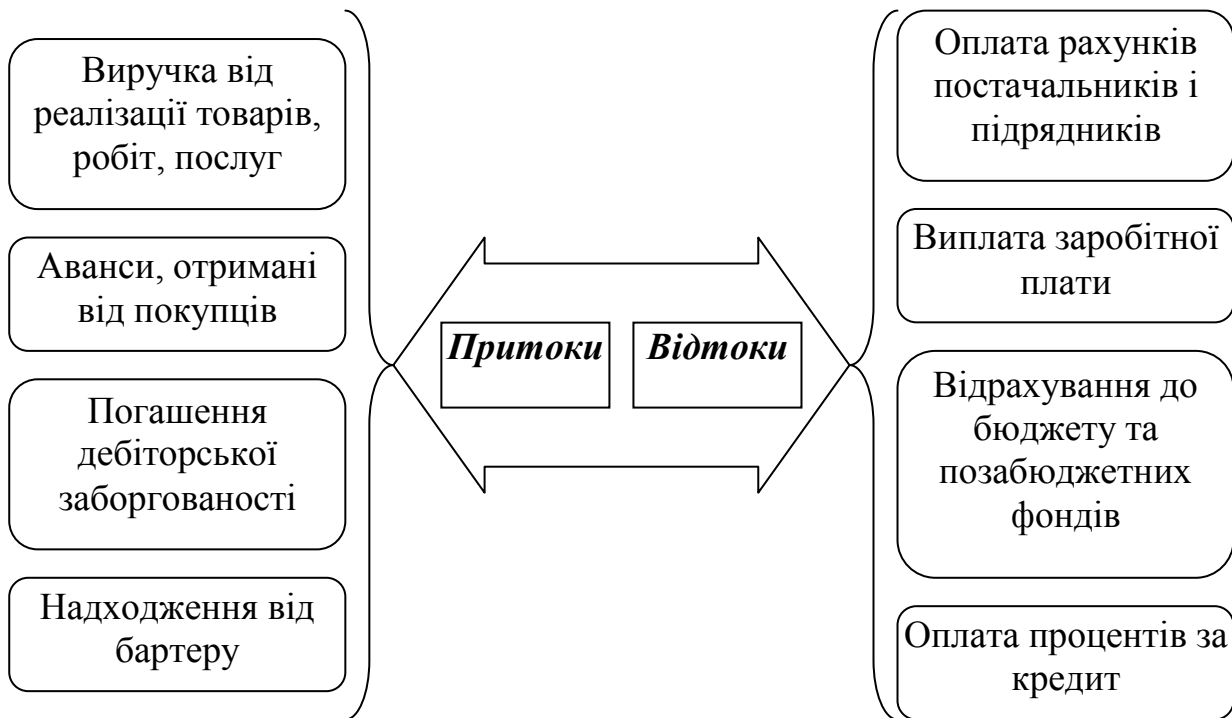 Виручка від
реалізації товарів,
робіт, послуг
Аванси, отримані
від покупців
Погашення
дебіторської
заборгованості
Надходження від
бартеру
Притоки
Відтоки
Оплата рахунків
постачальників і
підрядників
Виплата заробітної
плати
Відрахування до
бюджету та
позабюджетних
фондів
Оплата процентів за
кредит